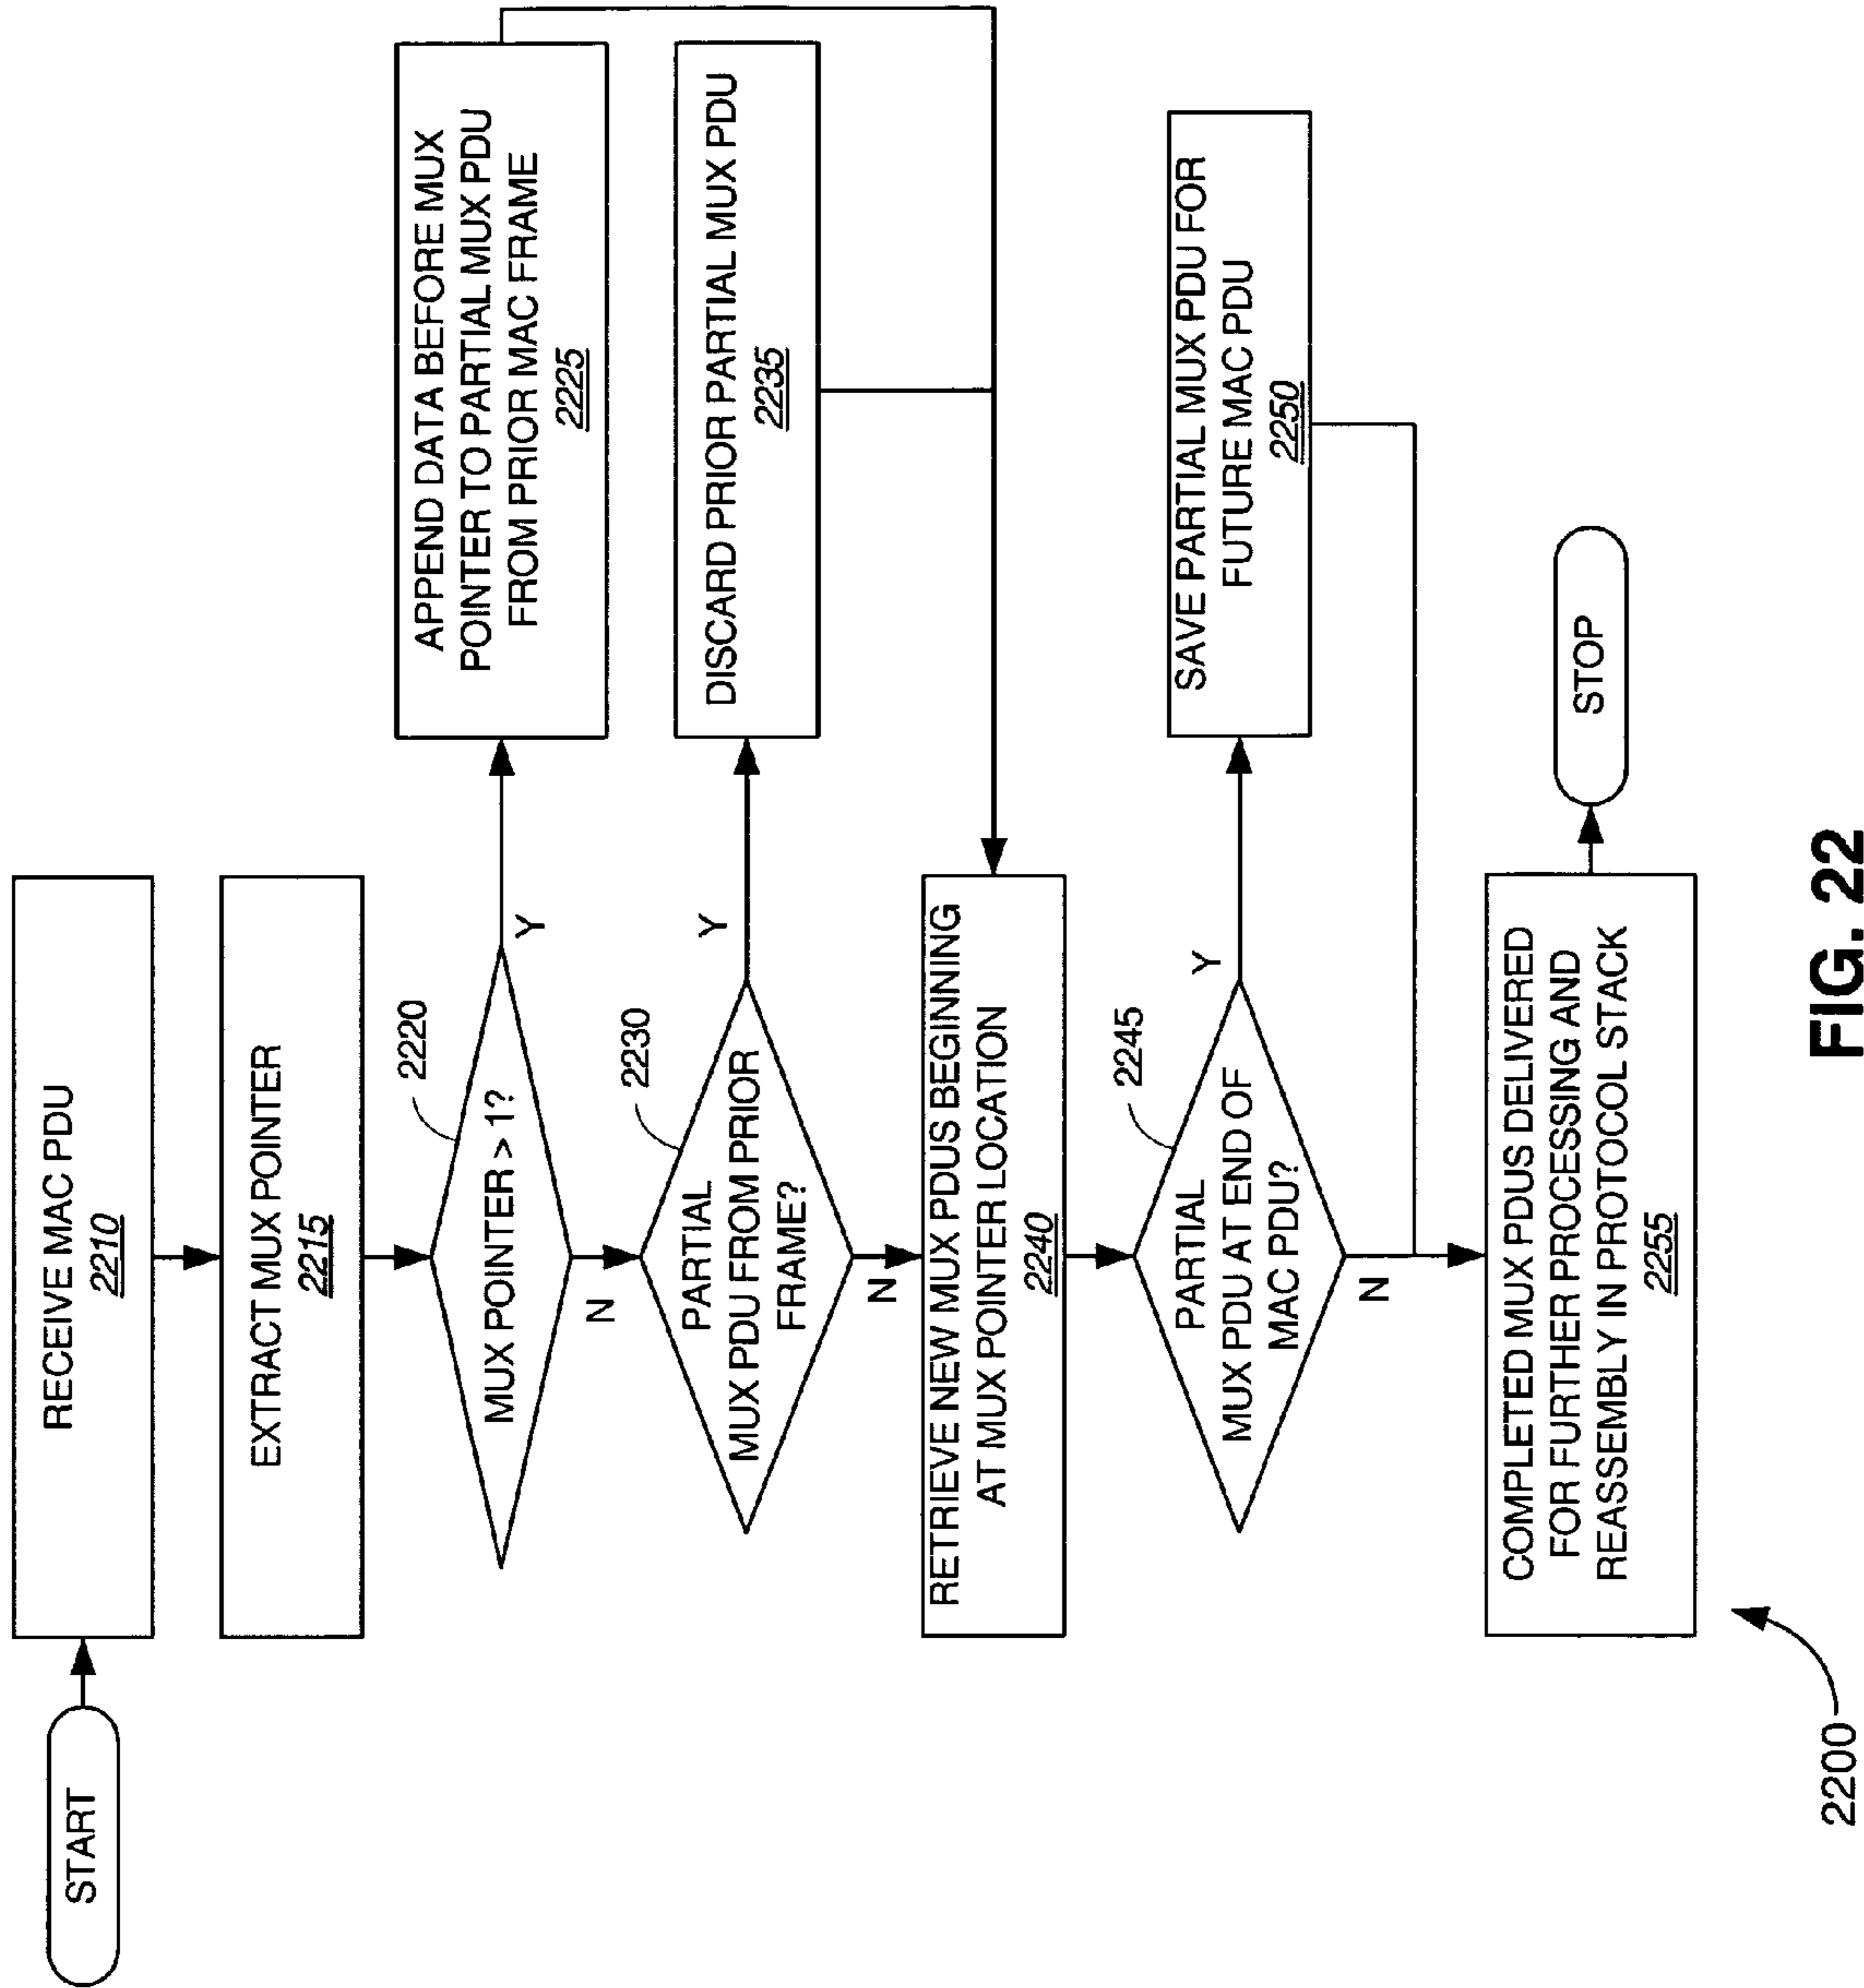 START
RECEIVE MAC PDU
2210
EXTRACT MUX POINTER
2215
2220
MUX POINTER > 1?
Y
N
APPEND DATA BEFORE MUX
POINTER TO PARTIAL MUX PDU
FROM PRIOR MAC FRAME
2225
2230
PARTIAL
MUX PDU FROM PRIOR
FRAME?
Y
N
DISCARD PRIOR PARTIAL MUX PDU
2235
RETRIEVE NEW MUX PDUS BEGINNING
AT MUX POINTER LOCATION
2240
2245
PARTIAL
MUX PDU AT END OF
MAC PDU?
Y
N
SAVE PARTIAL MUX PDU FOR
FUTURE MAC PDU
2250
COMPLETED MUX PDUS DELIVERED
FOR FURTHER PROCESSING AND
REASSEMBLY IN PROTOCOL STACK
2255
STOP
2200
FIG. 22